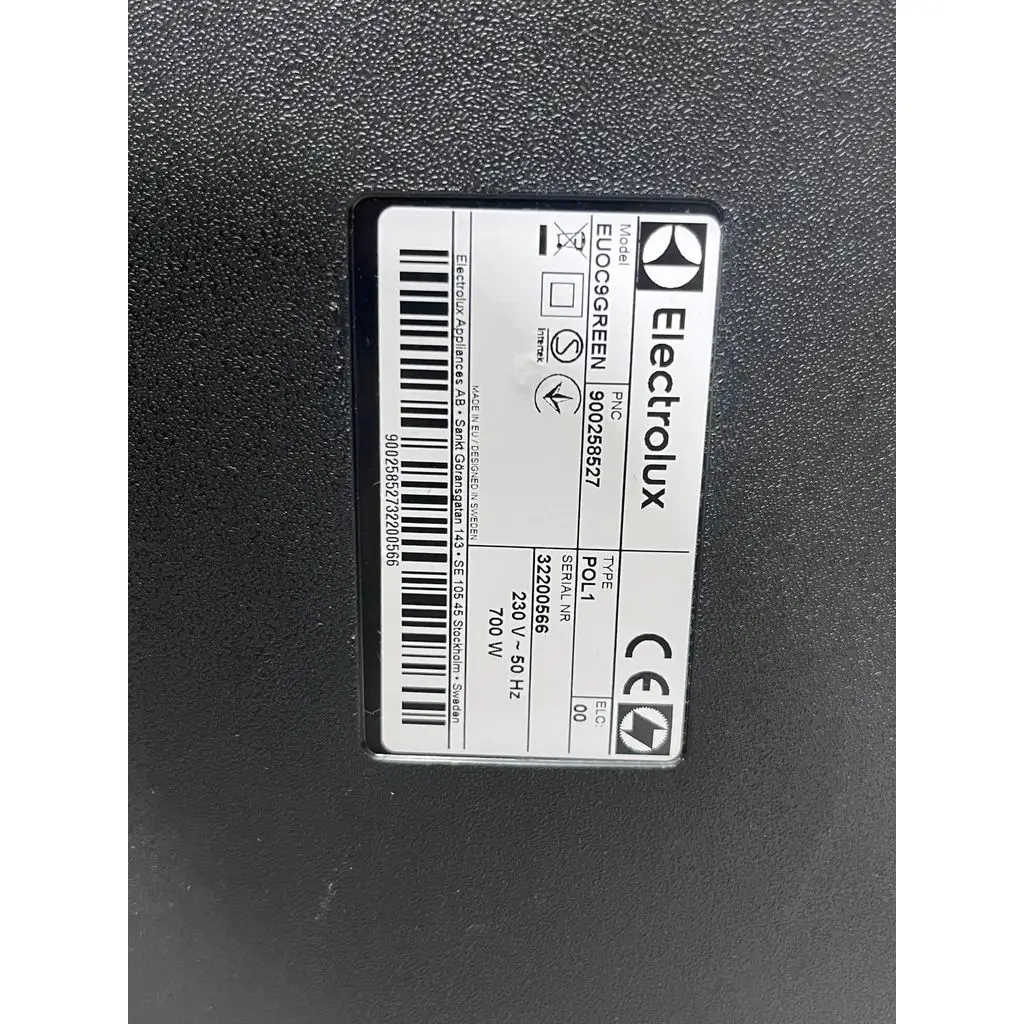 Electrolux
Model
EUOC9GREEN
PNC
900258527
TYPE
POL1
ELC:
00
SERIAL NR
32200566
230 V ~ 50 Hz
700 W
Intertek
MADE IN EU / DESIGNED IN SWEDEN
Electrolux Appliances AB • Sankt Göransgatan 143 • SE 105 45 Stockholm • Sweden
90025852732200566